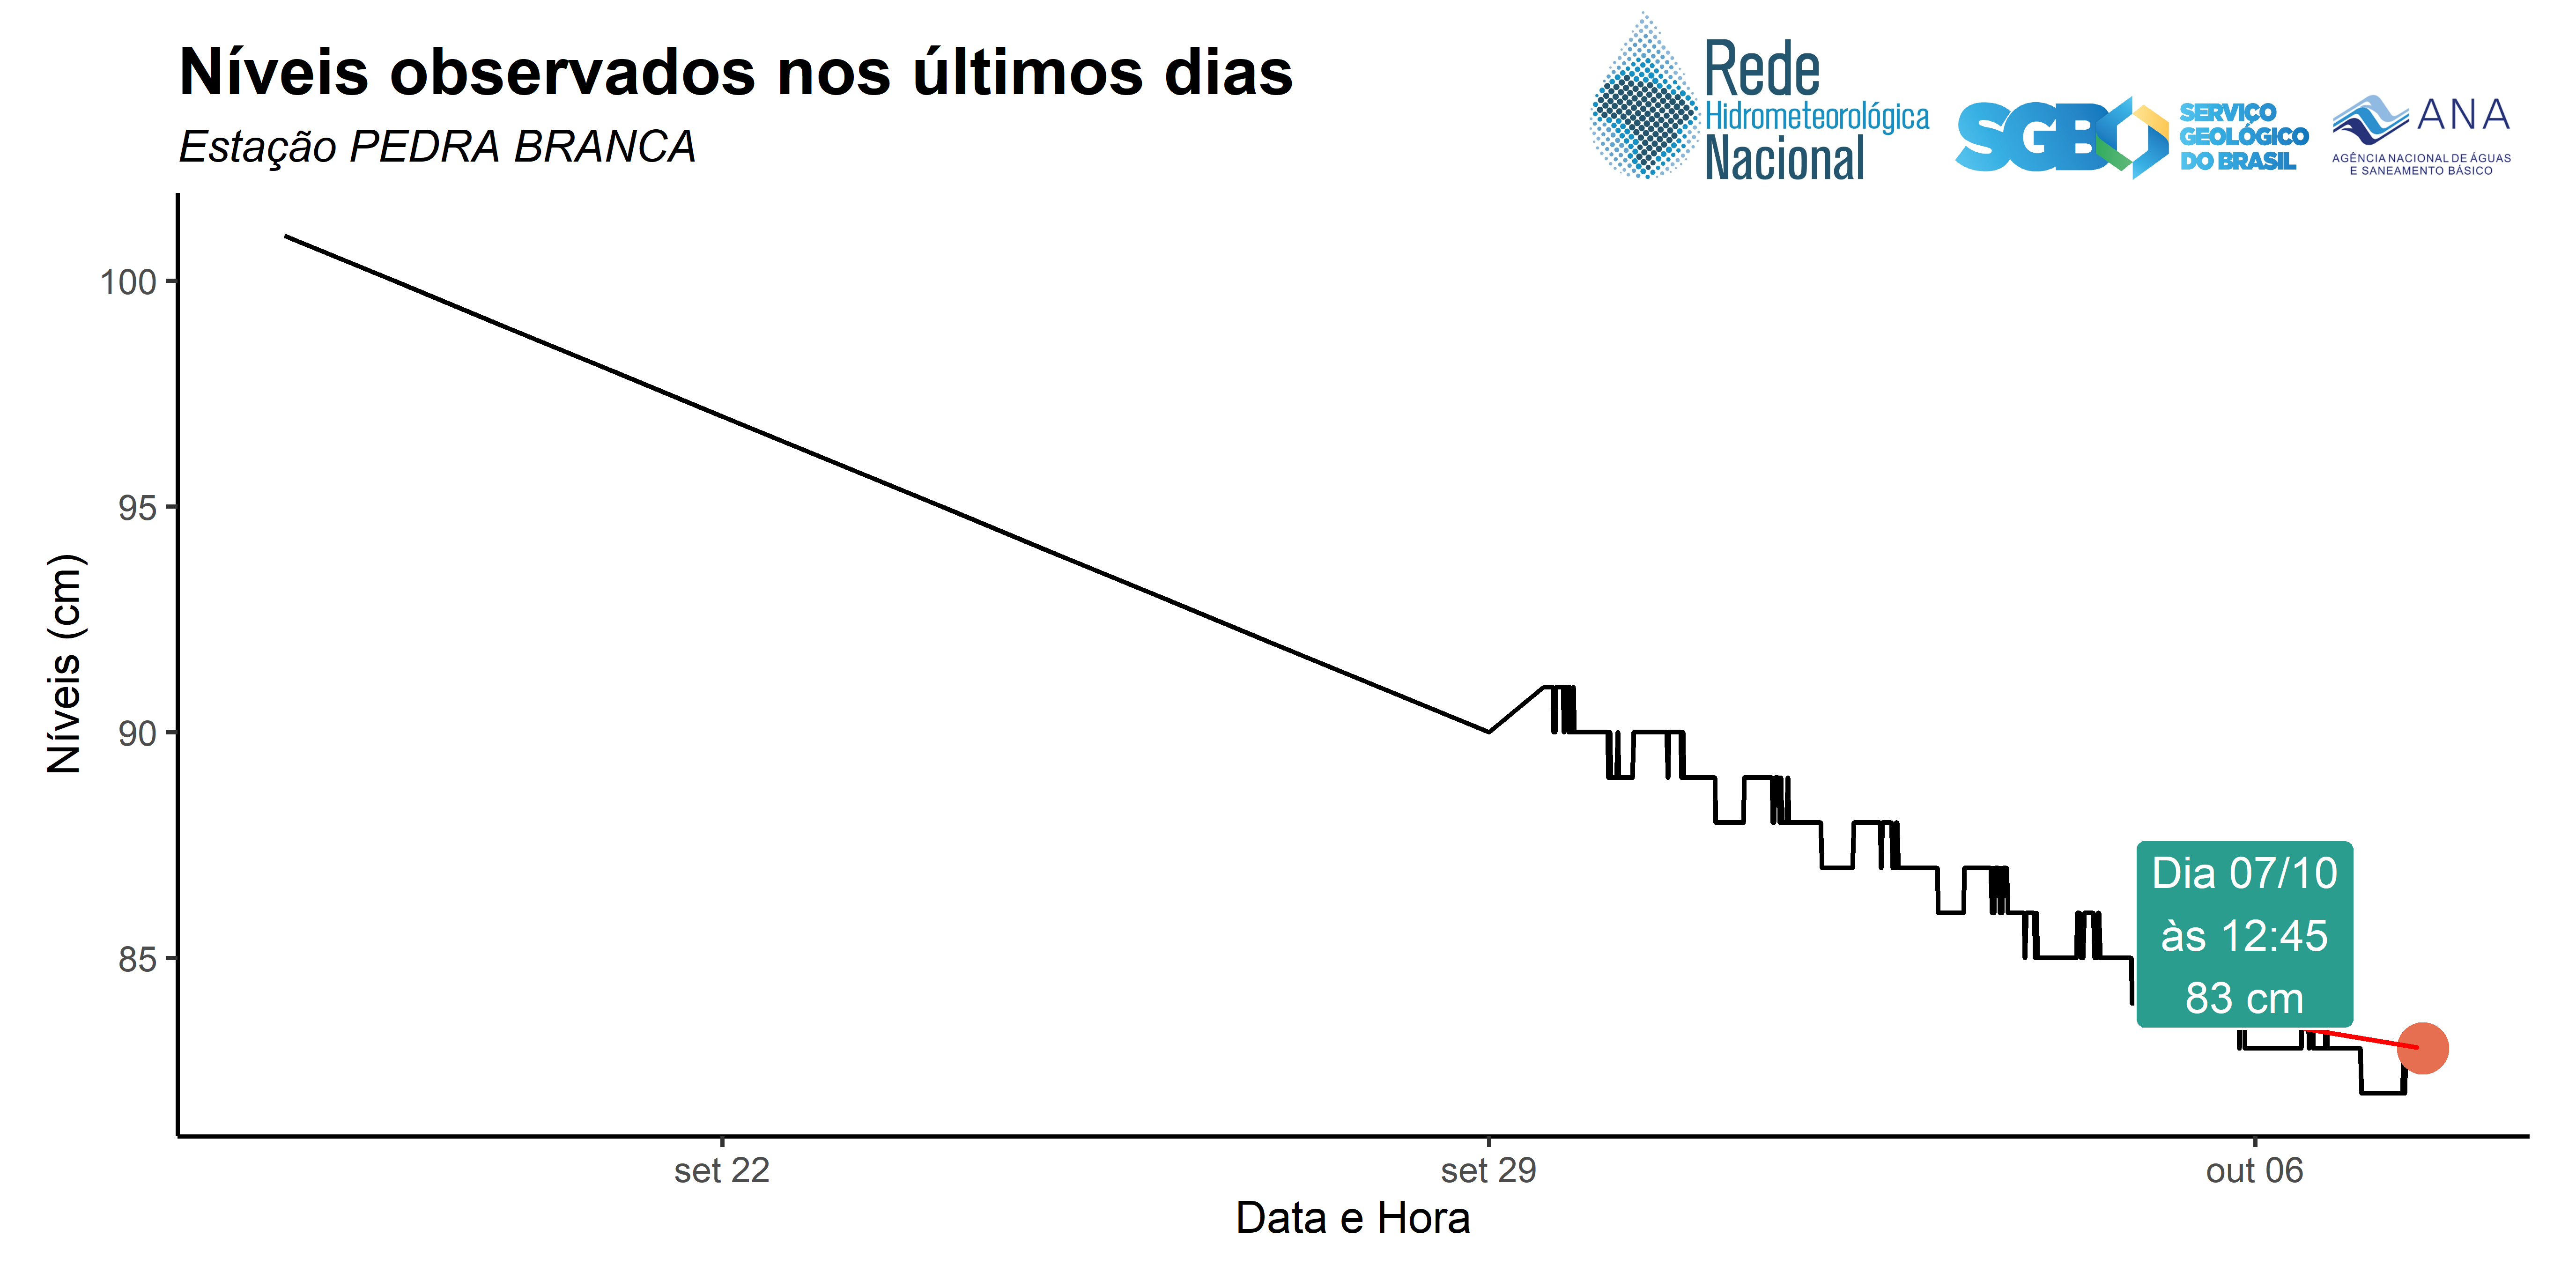 Níveis observados nos últimos dias
Estação PEDRA BRANCA
Rede
Hidrometeorológica
Nacional
SGB
SERVIÇO
GEOLÓGICO
DO BRASIL
ANA
AGÊNCIA NACIONAL DE ÁGUAS
E SANEAMENTO BÁSICO
Níveis (cm)
100
95
90
85
Dia 07/10
às 12:45
83 cm
set 22
set 29
out 06
Data e Hora